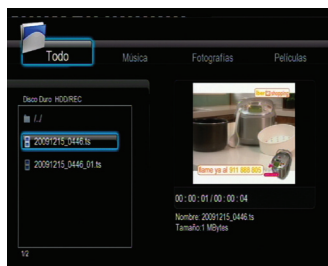 Todo
Música
Fotografías
Películas
Disco Duro HDD/REC
/../
20091215_0446.ts
20091215_0446_01.ts
shopping
llame ya al 911 888 805
00 : 00 : 01 / 00 : 00 : 04
Nombre: 20091215_0446.ts
Tamaño:1 MBytes
1/2